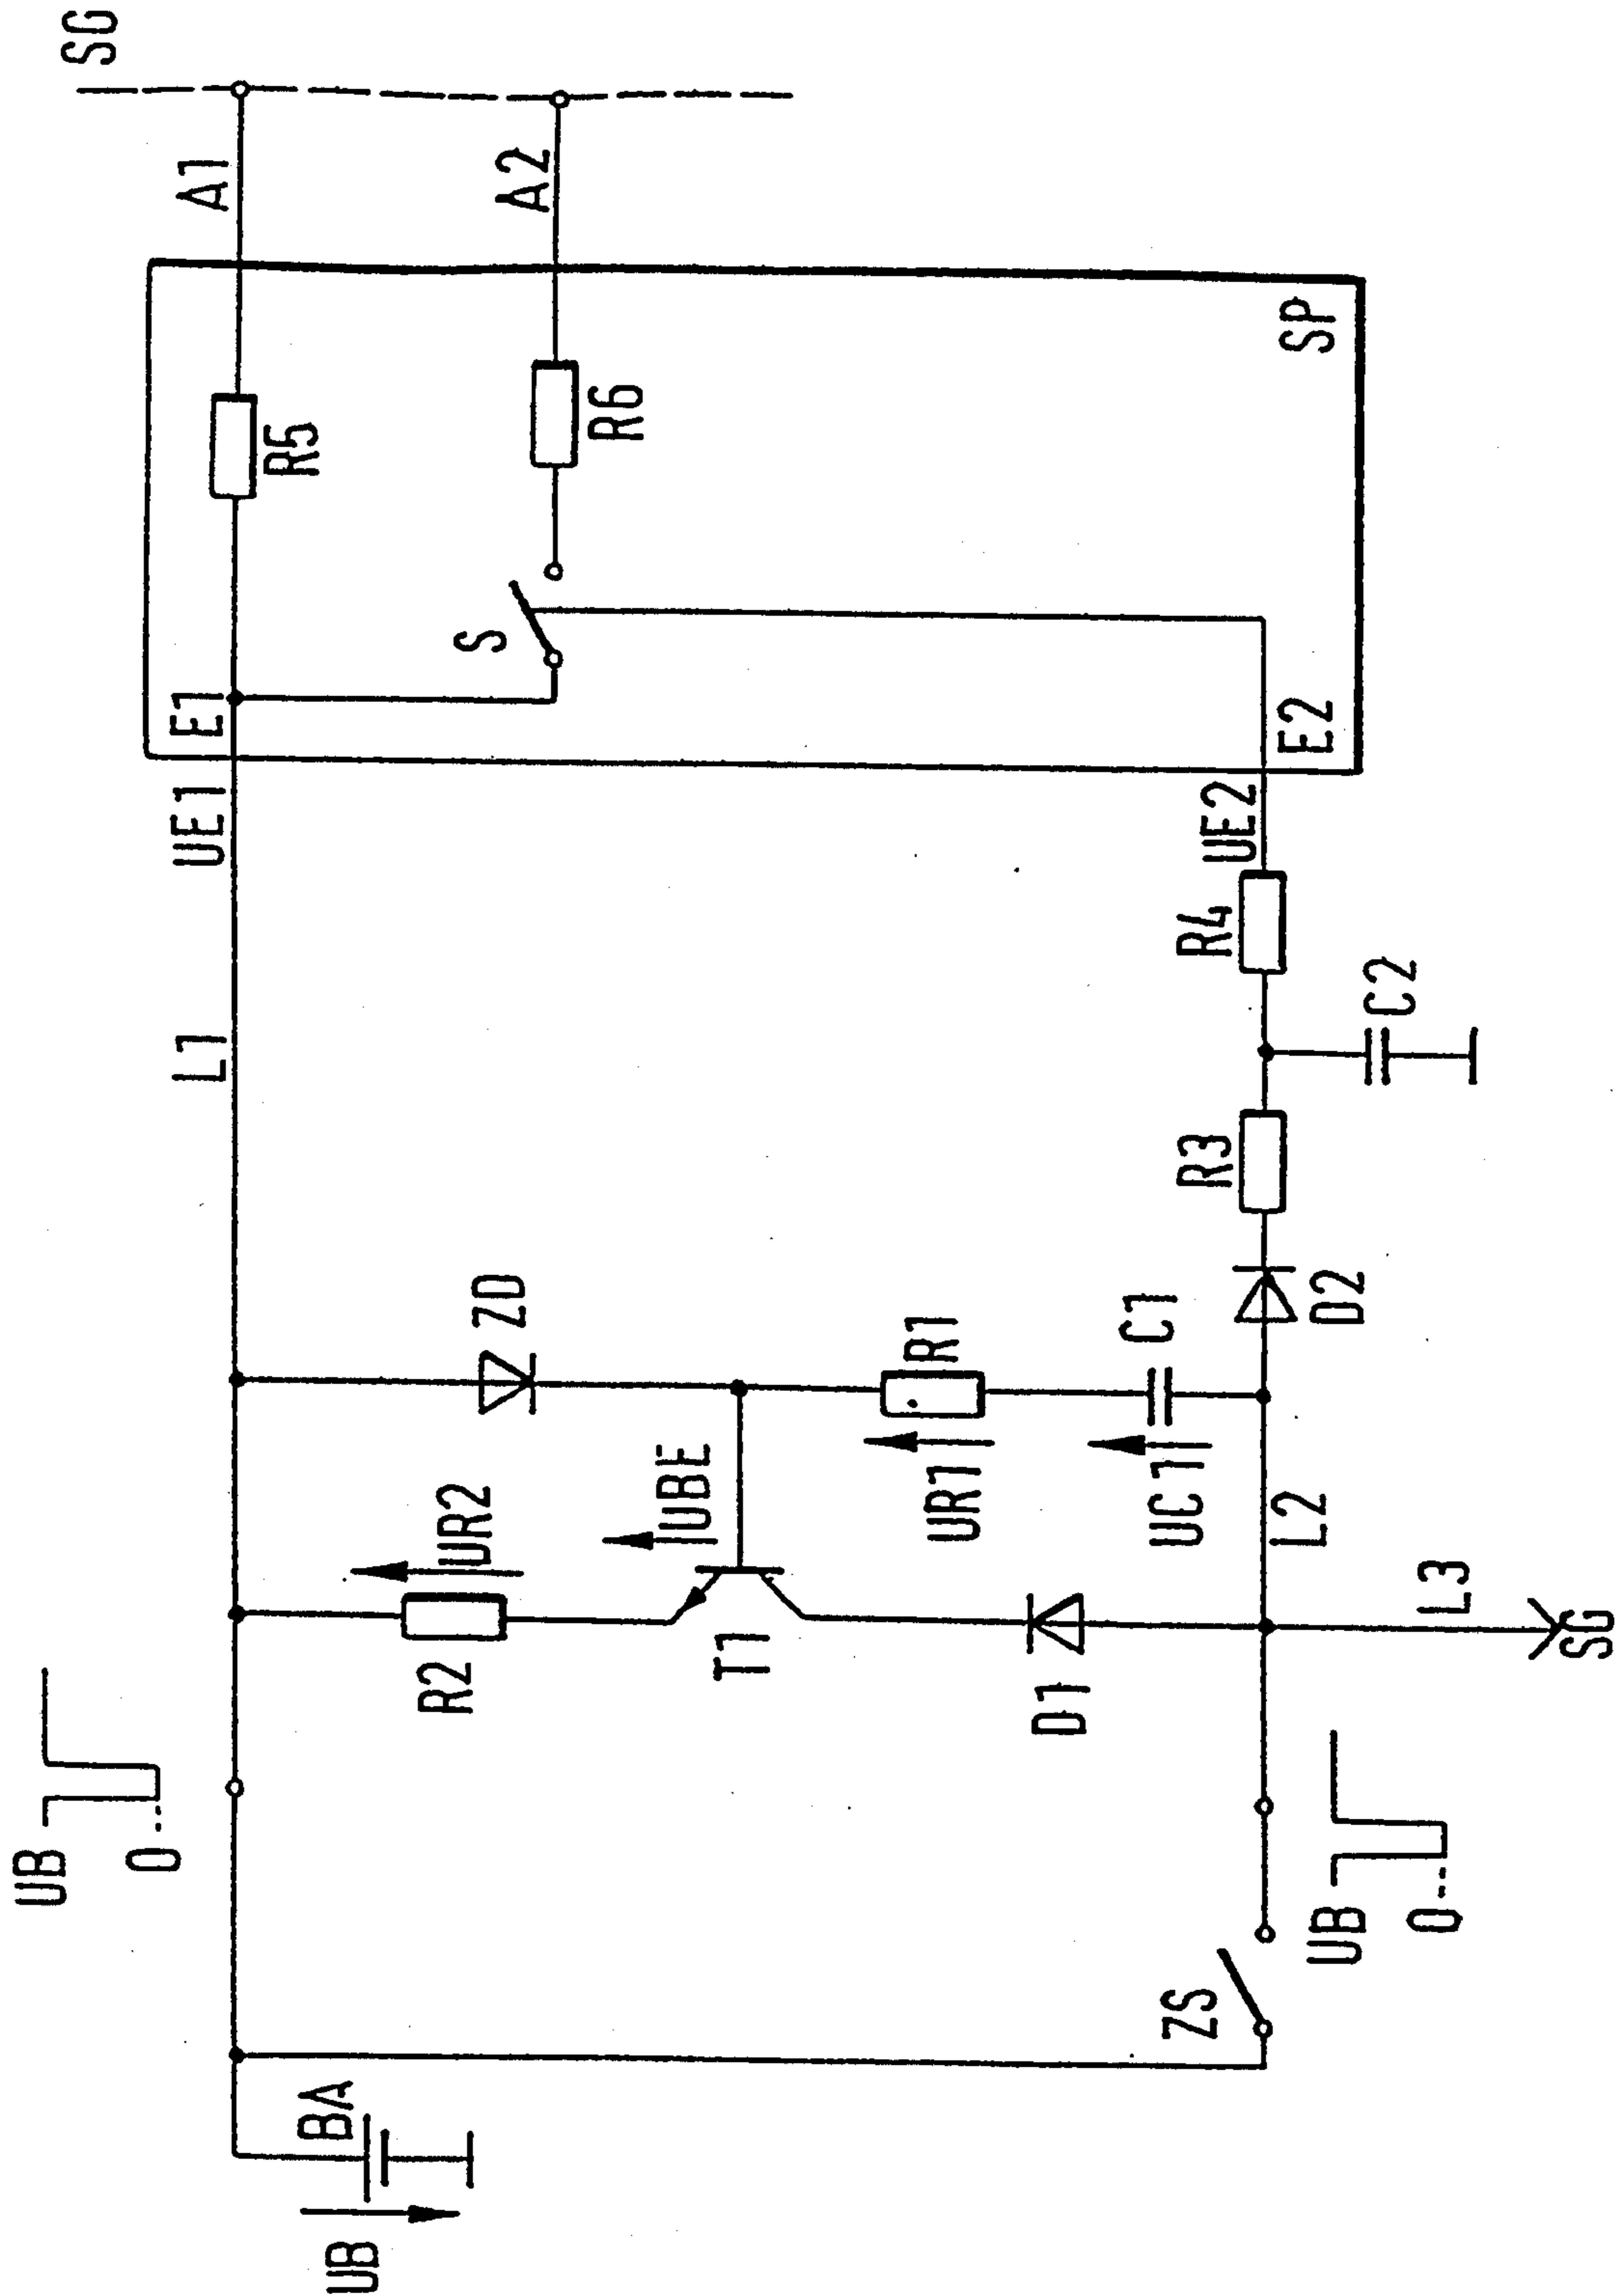 UB
0
UB
BA
R2
UR2
T1
UBE
ZD
L1
UE1
E1
S
R5
A1
SG
R6
A2
D1
UR1
R1
UC1
C1
ZS
UB
0
L3
SG
L2
D2
R3
C2
R4
UE2
E2
SP